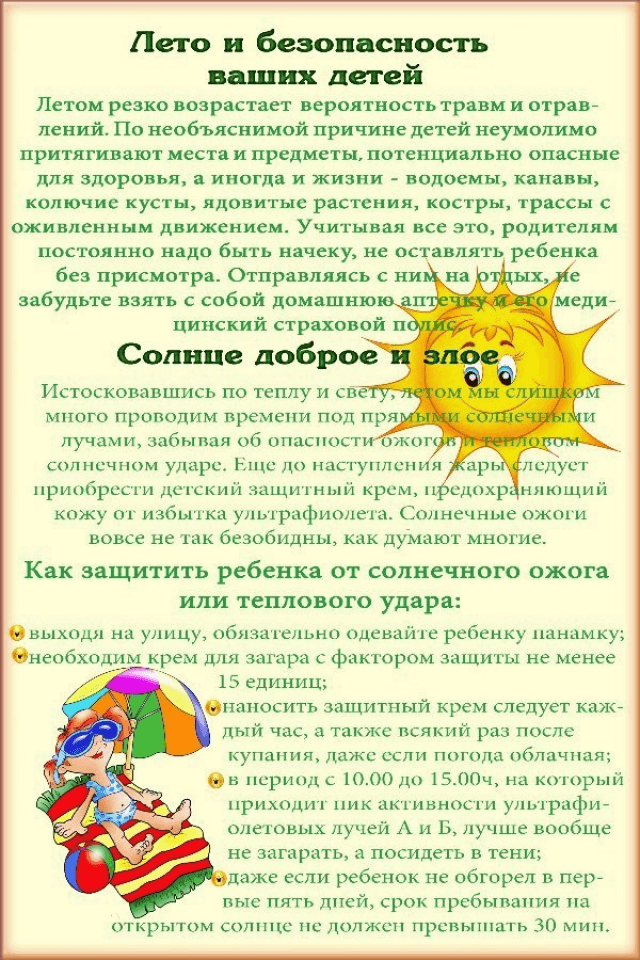 Лето и безопасность
ваших детей
Летом резко возрастает вероятность травм и отрав-
лений. По необъяснимой причине детей неумолимо
притягивают места и предметы, потенциально опасные
для здоровья, а иногда и жизни - водоемы, канавы,
колючие кусты, ядовитые растения, костры, трассы с
оживленным движением. Учитывая все это, родителям
постоянно надо быть начеку, не оставлять ребенка
без присмотра. Отправляясь с ним на отдых, не
забудьте взять с собой домашнюю аптечку и его меди-
цинский страховой полис.
Солнце доброе и злое
Истосковавшись по теплу и свету, летом мы слишком
много проводим времени под прямыми солнечными
лучами, забывая об опасности ожогов и тепловом
солнечном ударе. Еще до наступления жары следует
приобрести детский защитный крем, предохраняющий
кожу от избытка ультрафиолета. Солнечные ожоги
вовсе не так безобидны, как думают многие.
Как защитить ребенка от солнечного ожога
или теплового удара:
выходя на улицу, обязательно одевайте ребенку панамку;
необходим крем для загара с фактором защиты не менее
15 единиц;
наносить защитный крем следует каж-
дый час, а также всякий раз после
купания, даже если погода облачная;
в период с 10.00 до 15.00ч, на который
приходит пик активности ультрафи-
олетовых лучей А и Б, лучше вообще
не загарать, а посидеть в тени;
даже если ребенок не обгорел в пер-
вые пять дней, срок пребывания на
открытом солнце не должен превышать 30 мин.